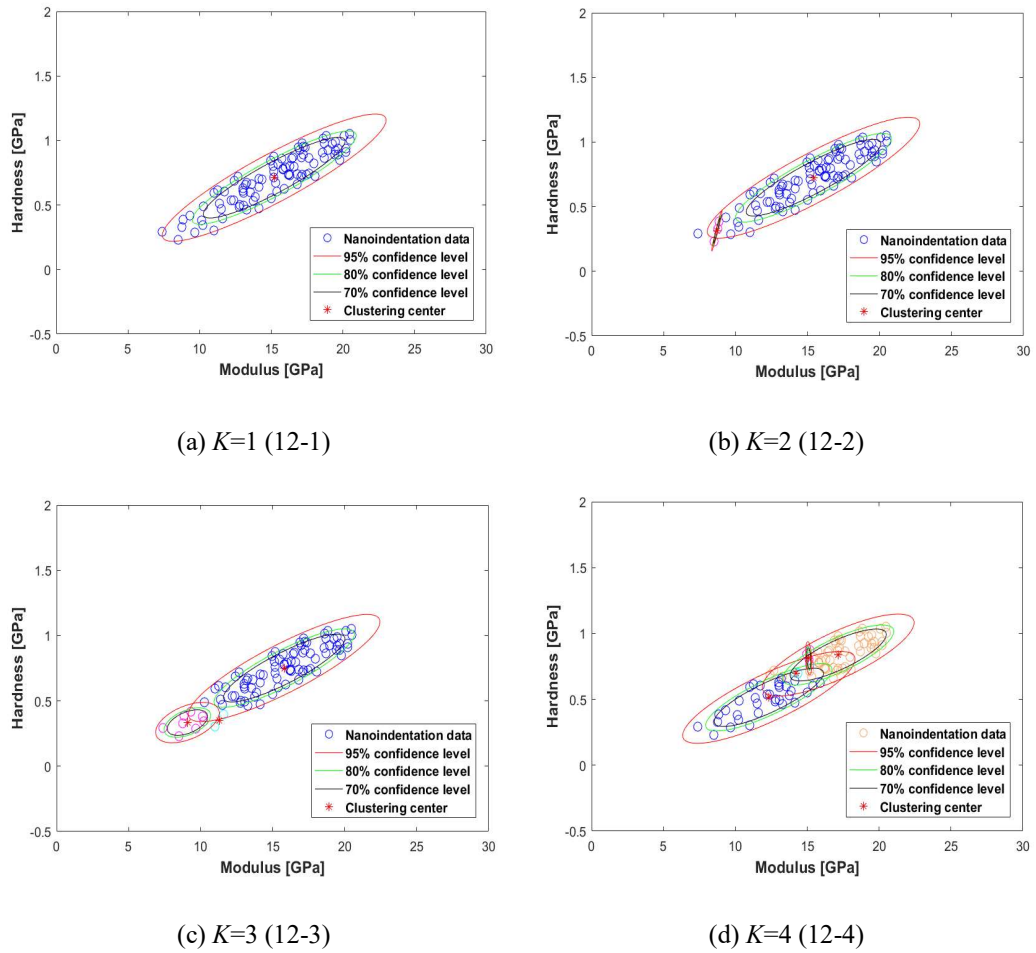 2
1.5
1
0.5
0
-0.5
Hardness [GPa]
Nanoindentation data
95% confidence level
80% confidence level
70% confidence level
Clustering center
0 5 10 15 20 25 30
Modulus [GPa]
(a) K=1 (12-1)
2
1.5
1
0.5
0
-0.5
Hardness [GPa]
Nanoindentation data
95% confidence level
80% confidence level
70% confidence level
Clustering center
0 5 10 15 20 25 30
Modulus [GPa]
(b) K=2 (12-2)
2
1.5
1
0.5
0
-0.5
Hardness [GPa]
Nanoindentation data
95% confidence level
80% confidence level
70% confidence level
Clustering center
0 5 10 15 20 25 30
Modulus [GPa]
(c) K=3 (12-3)
2
1.5
1
0.5
0
-0.5
Hardness [GPa]
Nanoindentation data
95% confidence level
80% confidence level
70% confidence level
Clustering center
0 5 10 15 20 25 30
Modulus [GPa]
(d) K=4 (12-4)